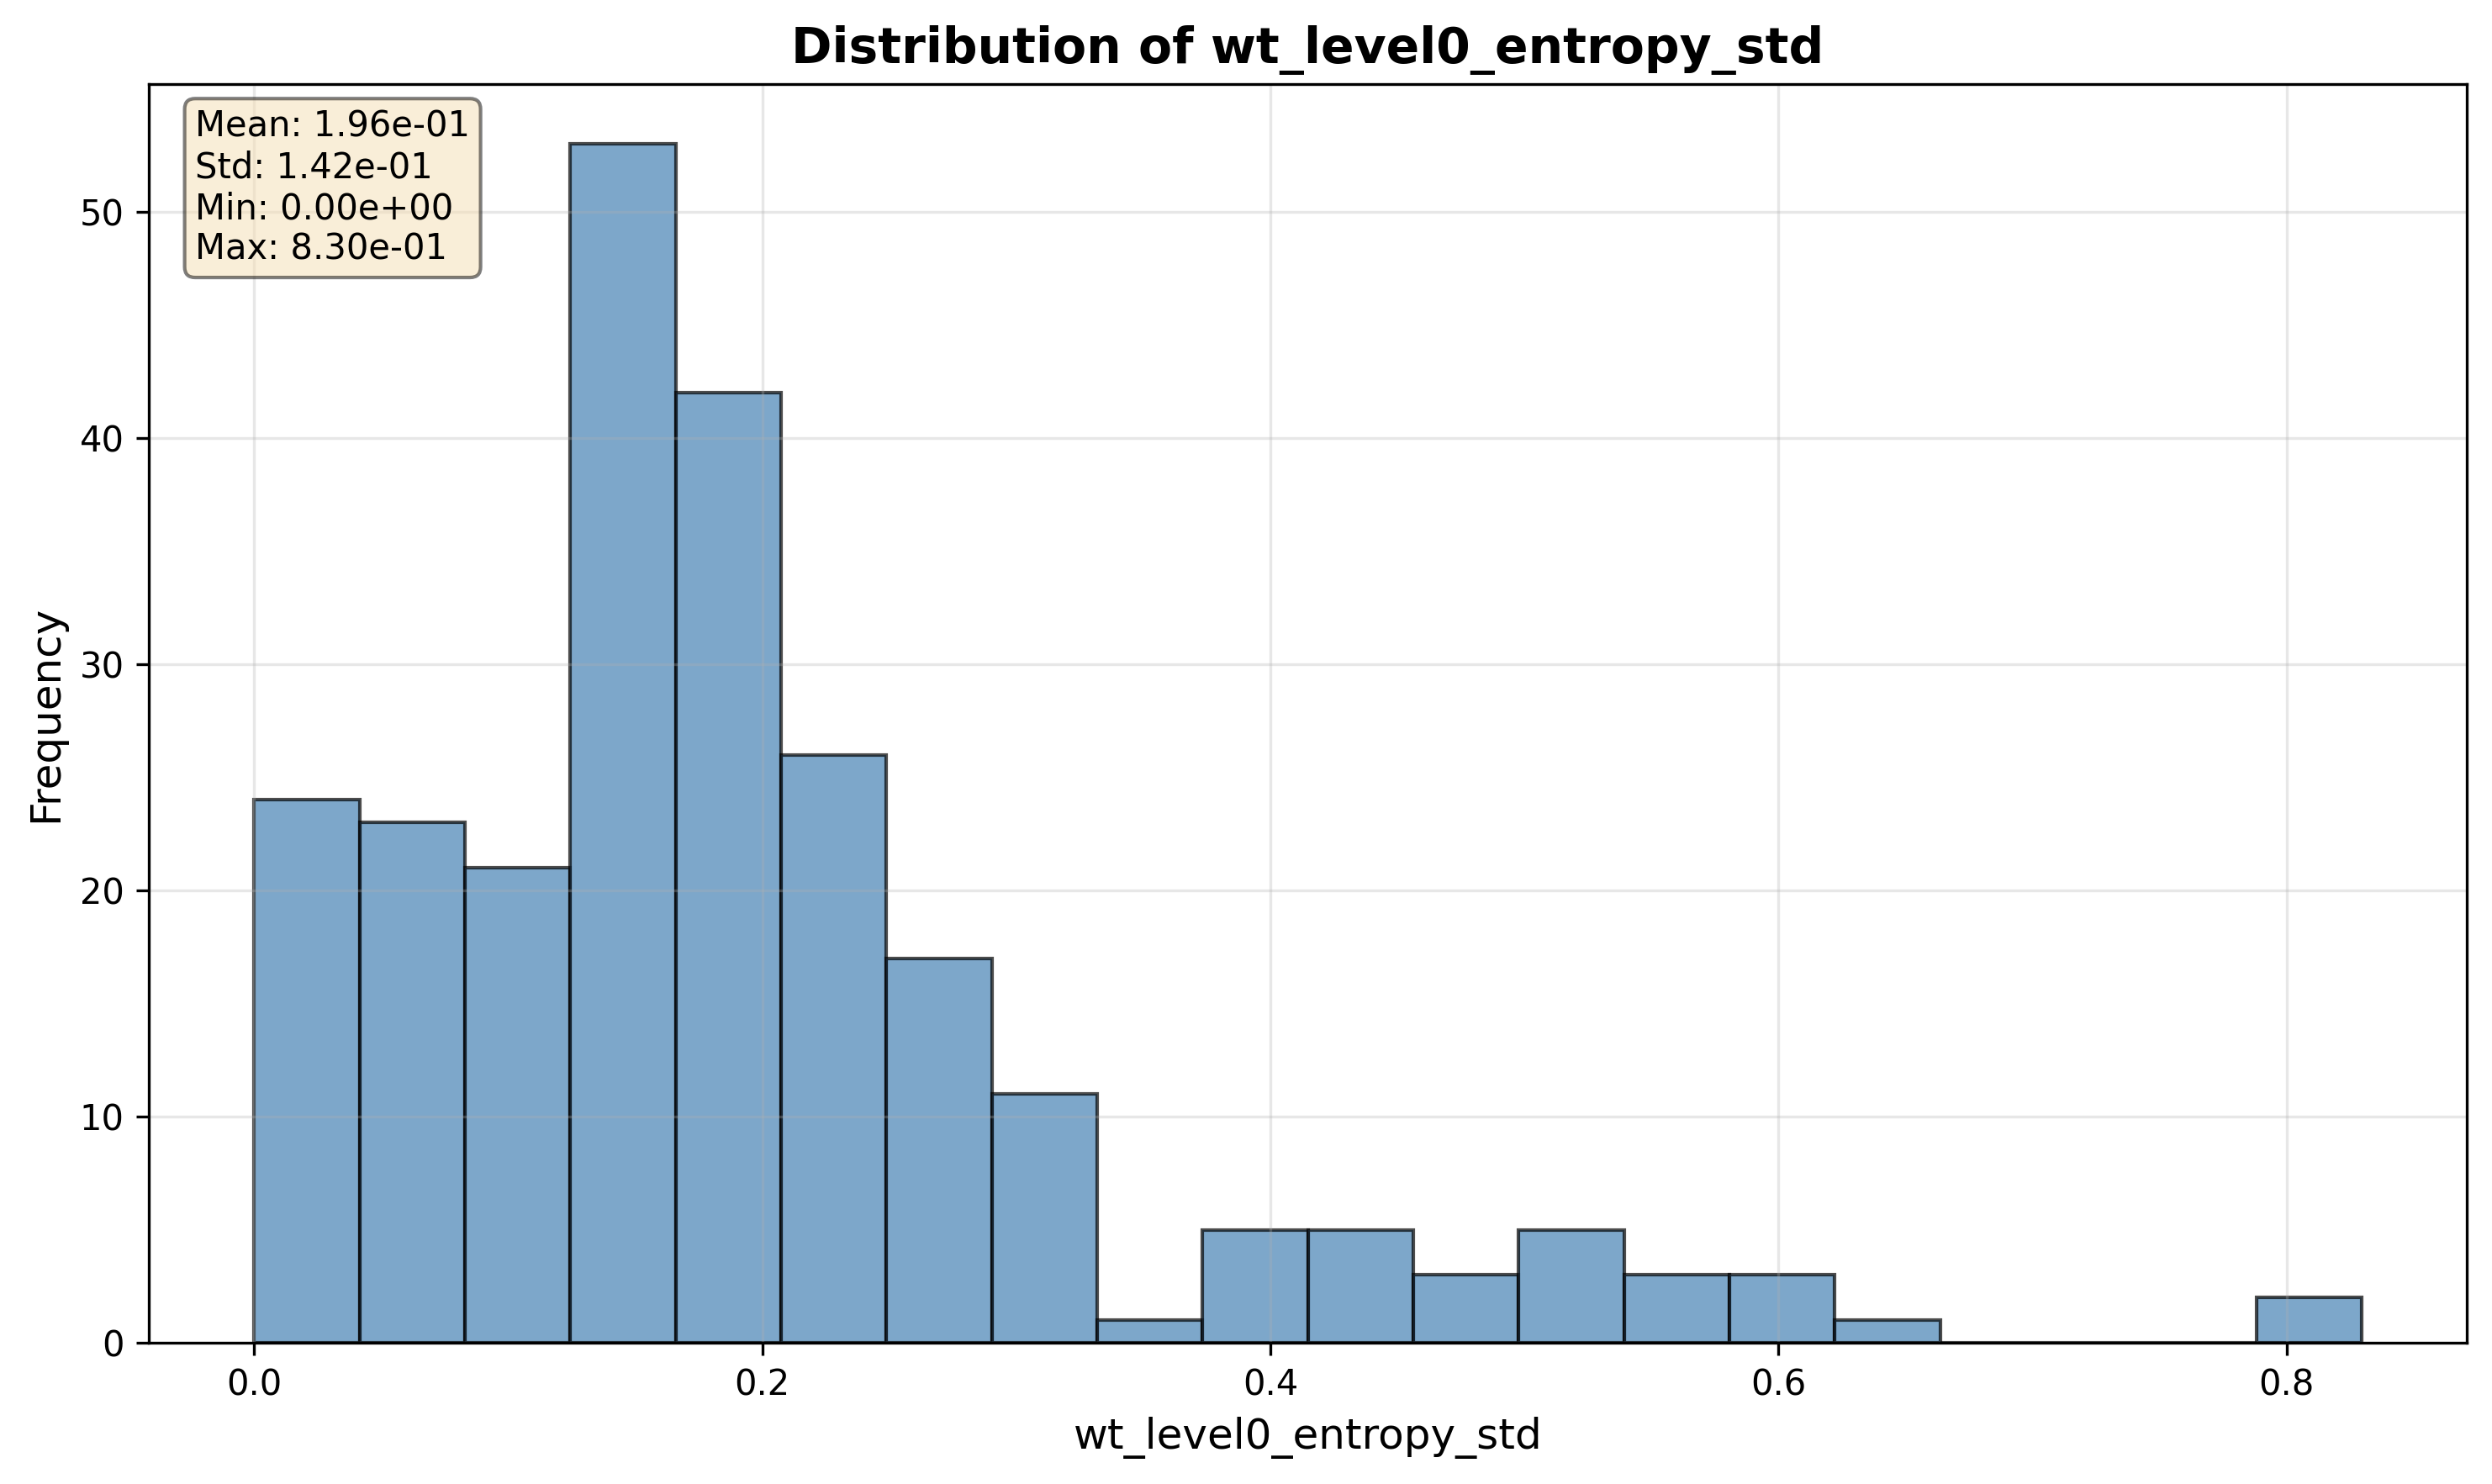 Distribution of wt_level0_entropy_std
Mean: 1.96e-01
Std: 1.42e-01
Min: 0.00e+00
Max: 8.30e-01
Frequency
50
40
30
20
10
0
0.0 0.2 0.4 0.6 0.8
wt_level0_entropy_std